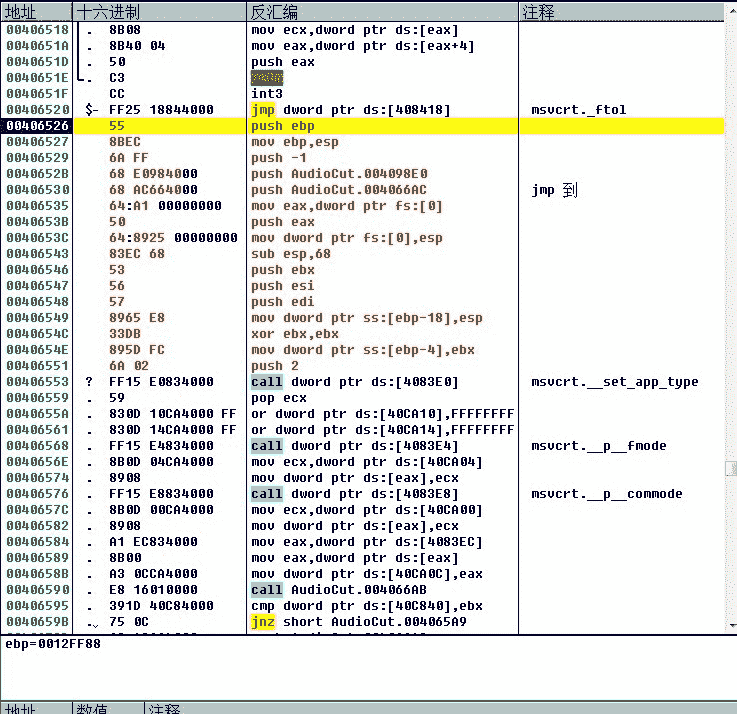 地址 十六进制 反汇编 注释
00406518 . 8B08 mov ecx,dword ptr ds:[eax]
0040651A . 8B40 04 mov eax,dword ptr ds:[eax+4]
0040651D . 50 push eax
0040651E . C3
0040651F CC int3
00406520 $- FF25 18844000 jmp dword ptr ds:[408418] msvcrt._ftol
00406526 55 push ebp
00406527 8BEC mov ebp,esp
00406529 6A FF push -1
0040652B 68 E0984000 push AudioCut.004098E0
00406530 68 AC664000 push AudioCut.004066AC jmp 到
00406535 64:A1 00000000 mov eax,dword ptr fs:[0]
0040653B 50 push eax
0040653C 64:8925 00000000 mov dword ptr fs:[0],esp
00406543 83EC 68 sub esp,68
00406546 53 push ebx
00406547 56 push esi
00406548 57 push edi
00406549 8965 E8 mov dword ptr ss:[ebp-18],esp
0040654C 33DB xor ebx,ebx
0040654E 895D FC mov dword ptr ss:[ebp-4],ebx
00406551 6A 02 push 2
00406553 ? FF15 E0834000 call dword ptr ds:[4083E0] msvcrt.__set_app_type
00406559 . 59 pop ecx
0040655A . 830D 10CA4000 FF or dword ptr ds:[40CA10],FFFFFFFF
00406561 . 830D 14CA4000 FF or dword ptr ds:[40CA14],FFFFFFFF
00406568 . FF15 E4834000 call dword ptr ds:[4083E4] msvcrt.__p__fmode
0040656E . 8B0D 04CA4000 mov ecx,dword ptr ds:[40CA04]
00406574 . 8908 mov dword ptr ds:[eax],ecx
00406576 . FF15 E8834000 call dword ptr ds:[4083E8] msvcrt.__p__commode
0040657C . 8B0D 00CA4000 mov ecx,dword ptr ds:[40CA00]
00406582 . 8908 mov dword ptr ds:[eax],ecx
00406584 . A1 EC834000 mov eax,dword ptr ds:[4083EC]
00406589 . 8B00 mov eax,dword ptr ds:[eax]
0040658B . A3 0CCA4000 mov dword ptr ds:[40CA0C],eax
00406590 . E8 16010000 call AudioCut.004066AB
00406595 . 391D 40C84000 cmp dword ptr ds:[40C840],ebx
0040659B . 75 0C jnz short AudioCut.004065A9
ebp=0012FF88
地址 数值 注释